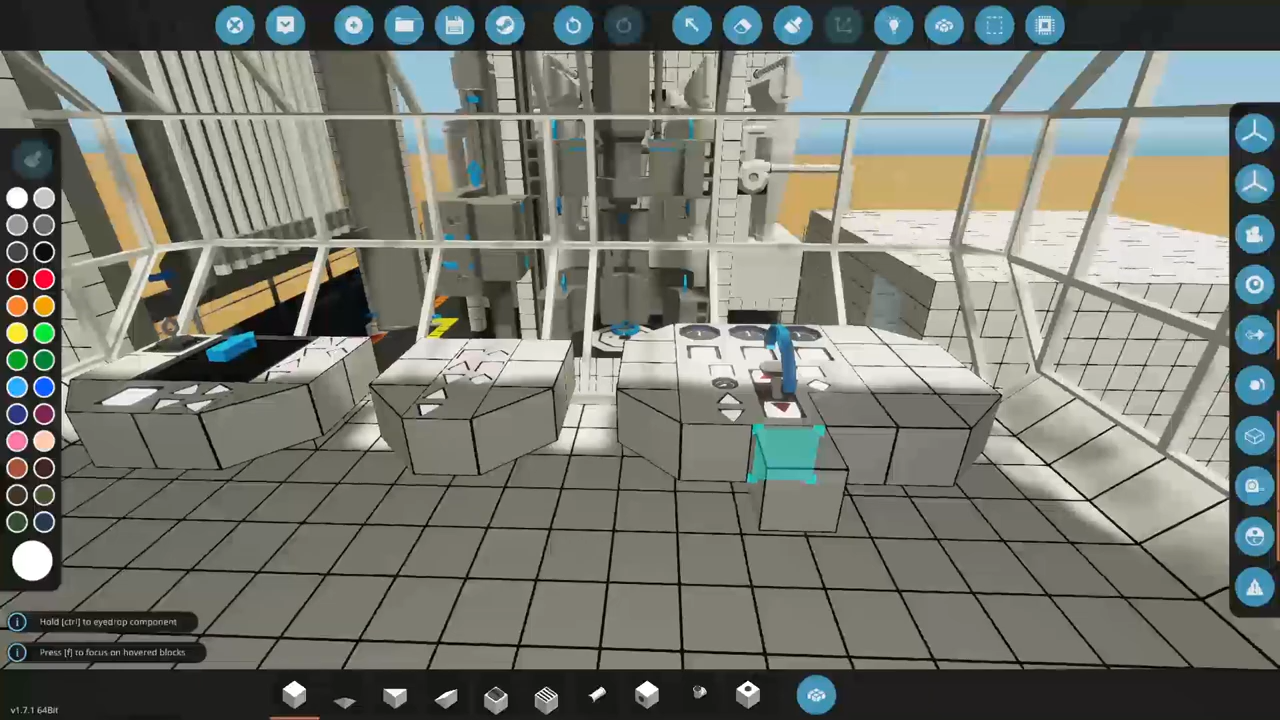 Hold [ctrl] to eyedrop component
Press [f] to focus on hovered blocks
v1.7.1 64Bit